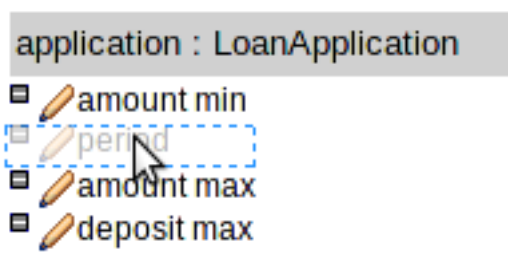 application : LoanApplication
amount min
period
amount max
deposit max